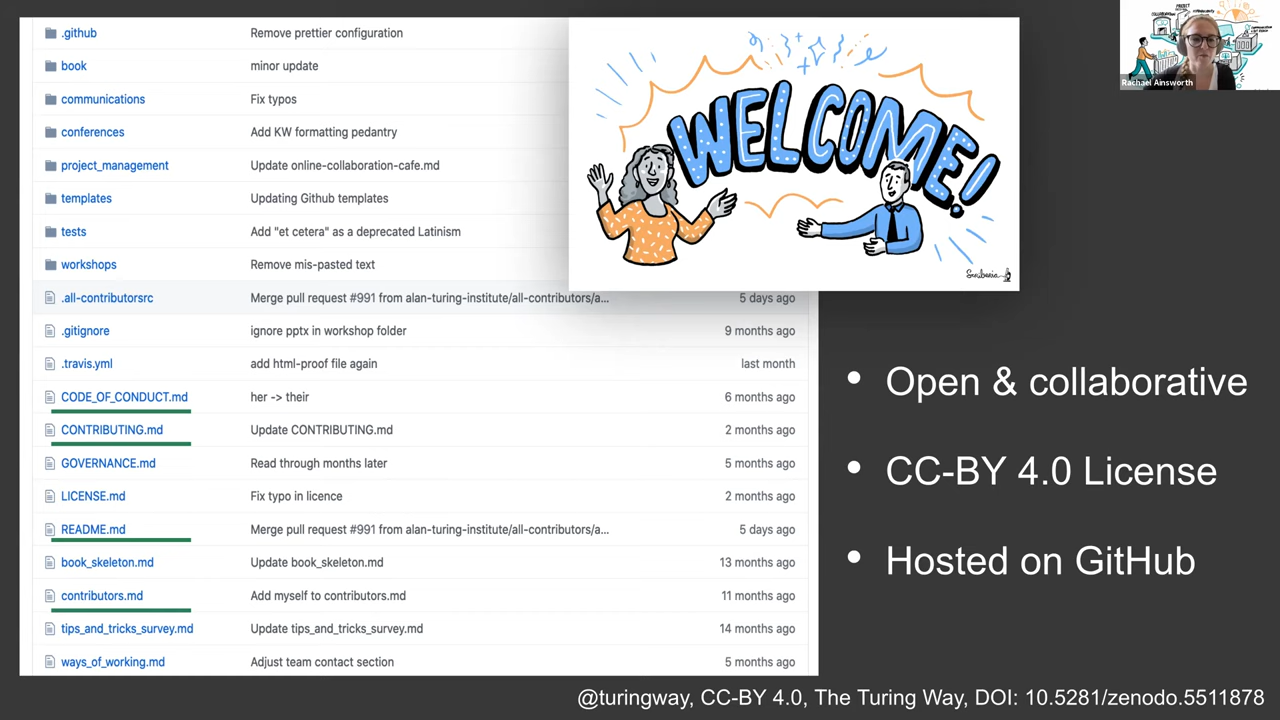 .github Remove prettier configuration
book minor update
communications Fix typos
conferences Add KW formatting pedantry
project_management Update online-collaboration-cafe.md
templates Updating Github templates
tests Add "et cetera" as a deprecated Latinism
workshops Remove mis-pasted text
.all-contributorsrc Merge pull request #991 from alan-turing-institute/all-contributors/a... 5 days ago
.gitignore ignore pptx in workshop folder 9 months ago
.travis.yml add html-proof file again last month
CODE_OF_CONDUCT.md her -> their 6 months ago
CONTRIBUTING.md Update CONTRIBUTING.md 2 months ago
GOVERNANCE.md Read through months later 5 months ago
LICENSE.md Fix typo in licence 2 months ago
README.md Merge pull request #991 from alan-turing-institute/all-contributors/a... 5 days ago
book_skeleton.md Update book_skeleton.md 13 months ago
contributors.md Add myself to contributors.md 11 months ago
tips_and_tricks_survey.md Update tips_and_tricks_survey.md 14 months ago
ways_of_working.md Adjust team contact section 5 months ago
WELCOME!
Scriberia
Rachael Ainsworth
• Open & collaborative
• CC-BY 4.0 License
• Hosted on GitHub
@turingway, CC-BY 4.0, The Turing Way, DOI: 10.5281/zenodo.5511878